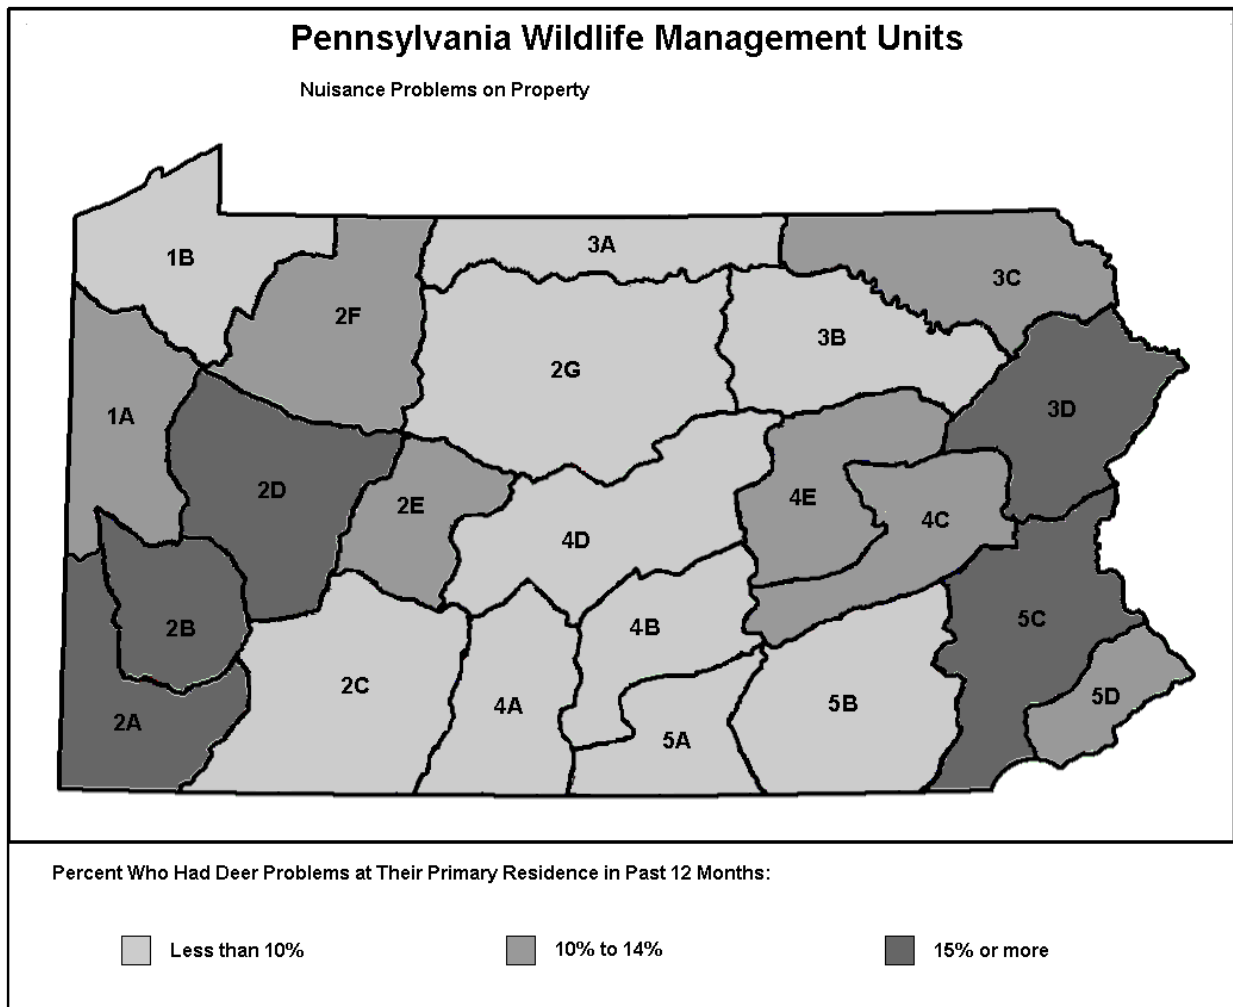 Pennsylvania Wildlife Management Units
Nuisance Problems on Property
3A
1B
3C
2F
3B
2G
3D
1A
2D
4E
2E
4C
4D
5C
4B
2B
2C
5D
5B
4A
2A
5A
Percent Who Had Deer Problems at Their Primary Residence in Past 12 Months:
Less than 10%
10% to 14%
15% or more